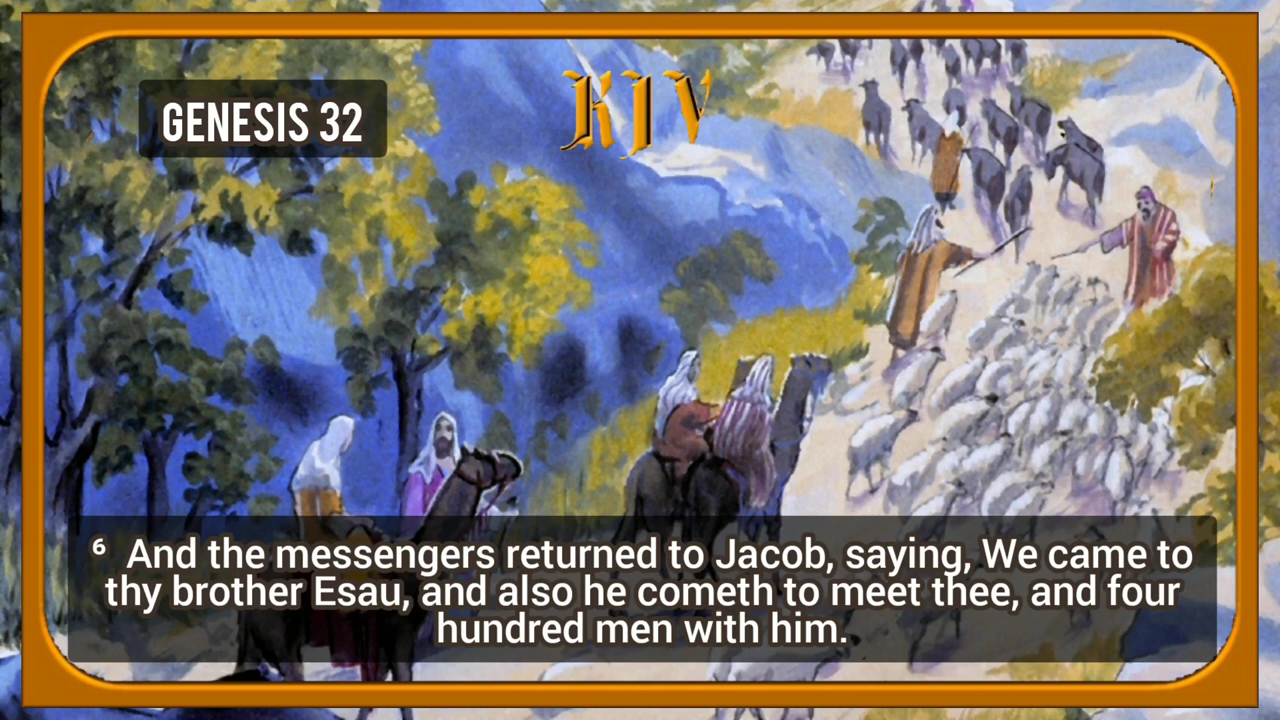 GENESIS 32
KJV
⁶ And the messengers returned to Jacob, saying, We came to
thy brother Esau, and also he cometh to meet thee, and four
hundred men with him.